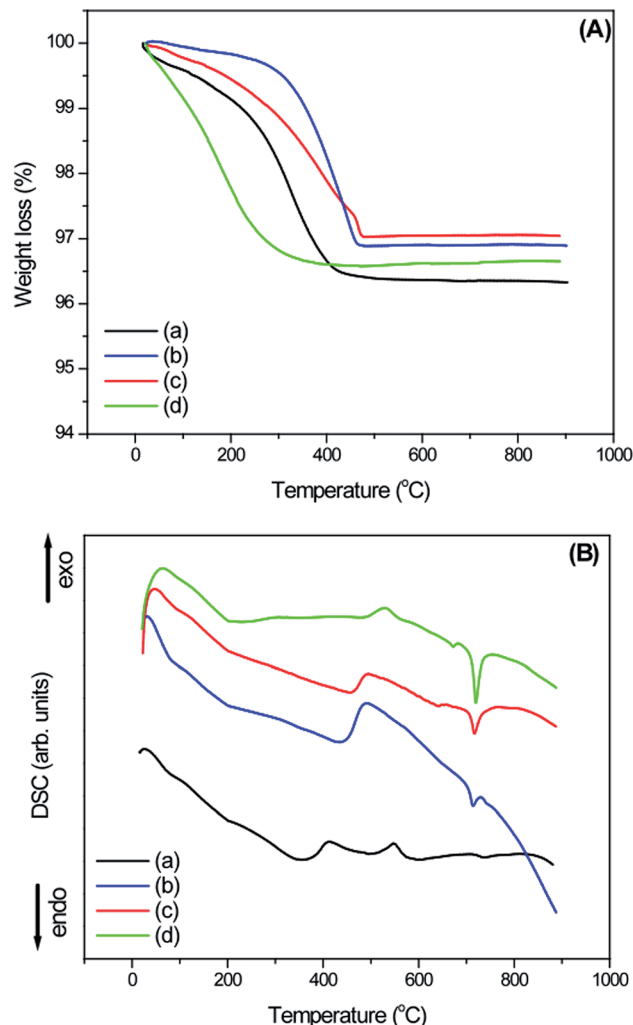 (A)
100
99
98
97
96
95
94
Weight loss (%)
(a)
(b)
(c)
(d)
0
200
400
600
800
1000
Temperature (°C)
(B)
exo
DSC (arb. units)
endo
(a)
(b)
(c)
(d)
0
200
400
600
800
1000
Temperature (°C)